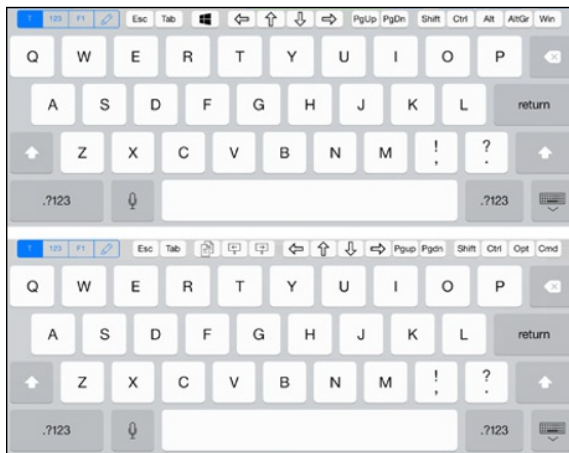 T 123 F1 Esc Tab PgUp PgDn Shift Ctrl Alt AltGr Win
Q W E R T Y U I O P
A S D F G H J K L return
Z X C V B N M ! , ? .
.?123 .?123
T 123 F1 Esc Tab Pgup Pgdn Shift Ctrl Opt Cmd
Q W E R T Y U I O P
A S D F G H J K L return
Z X C V B N M ! , ? .
.?123 .?123